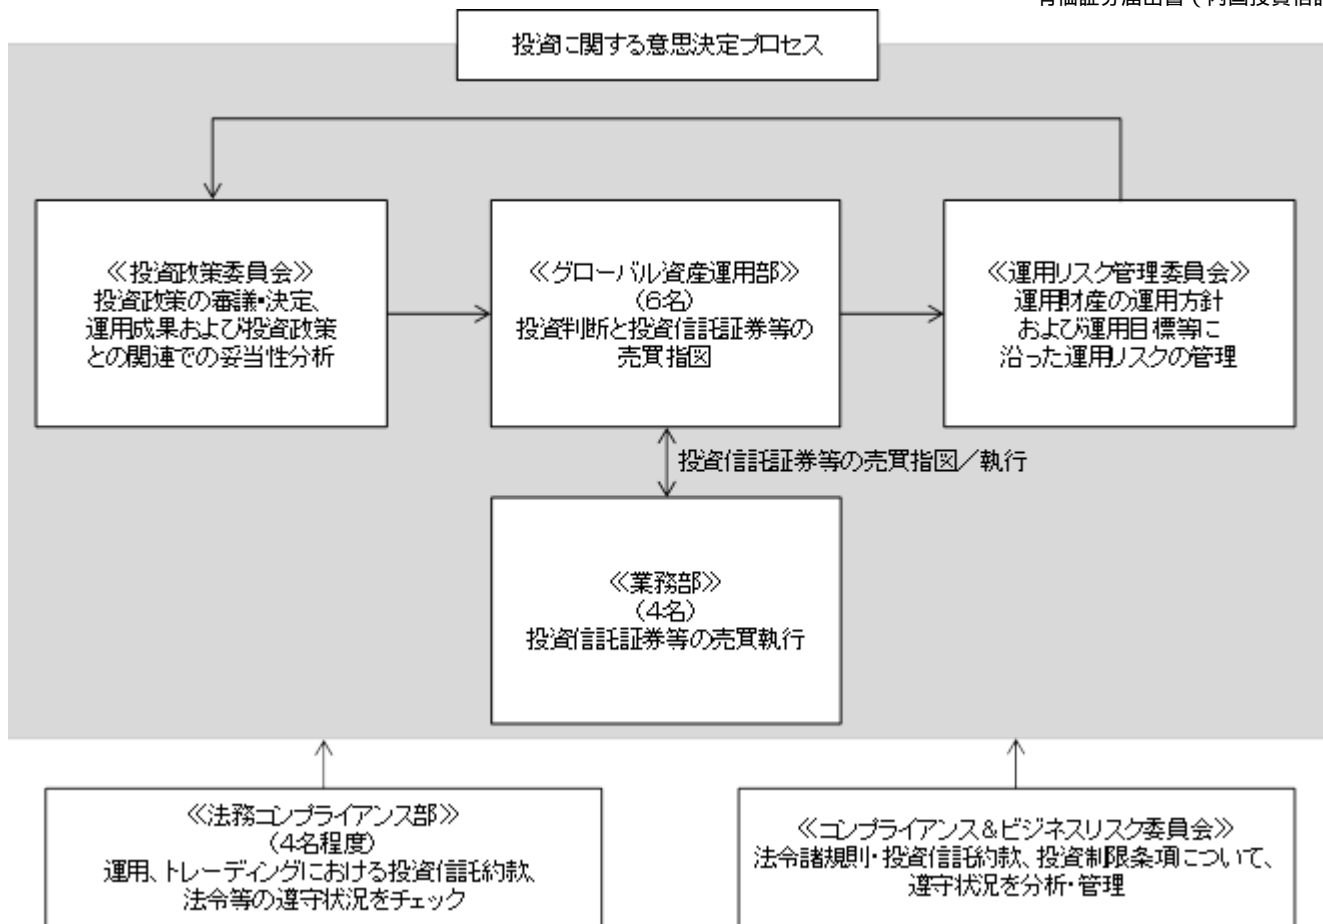 投資に関する意思決定プロセス
≪投資政策委員会≫
投資政策の審議・決定、
運用成果および投資政策
との関連での妥当性分析
≪グローバル資産運用部≫
(6名)
投資判断と投資信託証券等の
売買指図
≪運用リスク管理委員会≫
運用財産の運用方針
および運用目標等に
沿った運用リスクの管理
投資信託証券等の売買指図／執行
≪業務部≫
(4名)
投資信託証券等の売買執行
≪法務コンプライアンス部≫
(4名程度)
運用、トレーディングにおける投資信託約款、
法令等の遵守状況をチェック
≪コンプライアンス＆ビジネスリスク委員会≫
法令諸規則・投資信託約款、投資制限条項について、
遵守状況を分析・管理